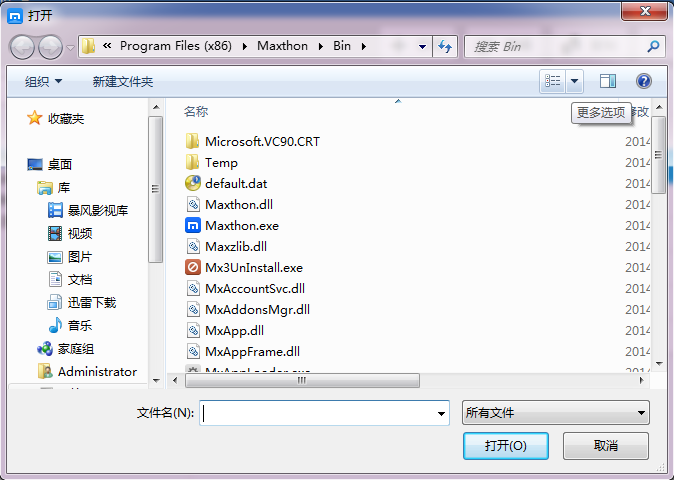 打开
« Program Files (x86) Maxthon Bin
搜索 Bin
组织 新建文件夹
更多选项
收藏夹
桌面
库
暴风影视库
视频
图片
文档
迅雷下载
音乐
家庭组
Administrator
名称 修改
Microsoft.VC90.CRT 2014
Temp 2014
default.dat 2014
Maxthon.dll 2014
Maxthon.exe 2014
Maxzlib.dll 2014
Mx3UnInstall.exe 2014
MxAccountSvc.dll 2014
MxAddonsMgr.dll 2014
MxApp.dll 2014
MxAppFrame.dll 2014
MxAppLoader.exe 2014
文件名(N): 所有文件
打开(O) 取消